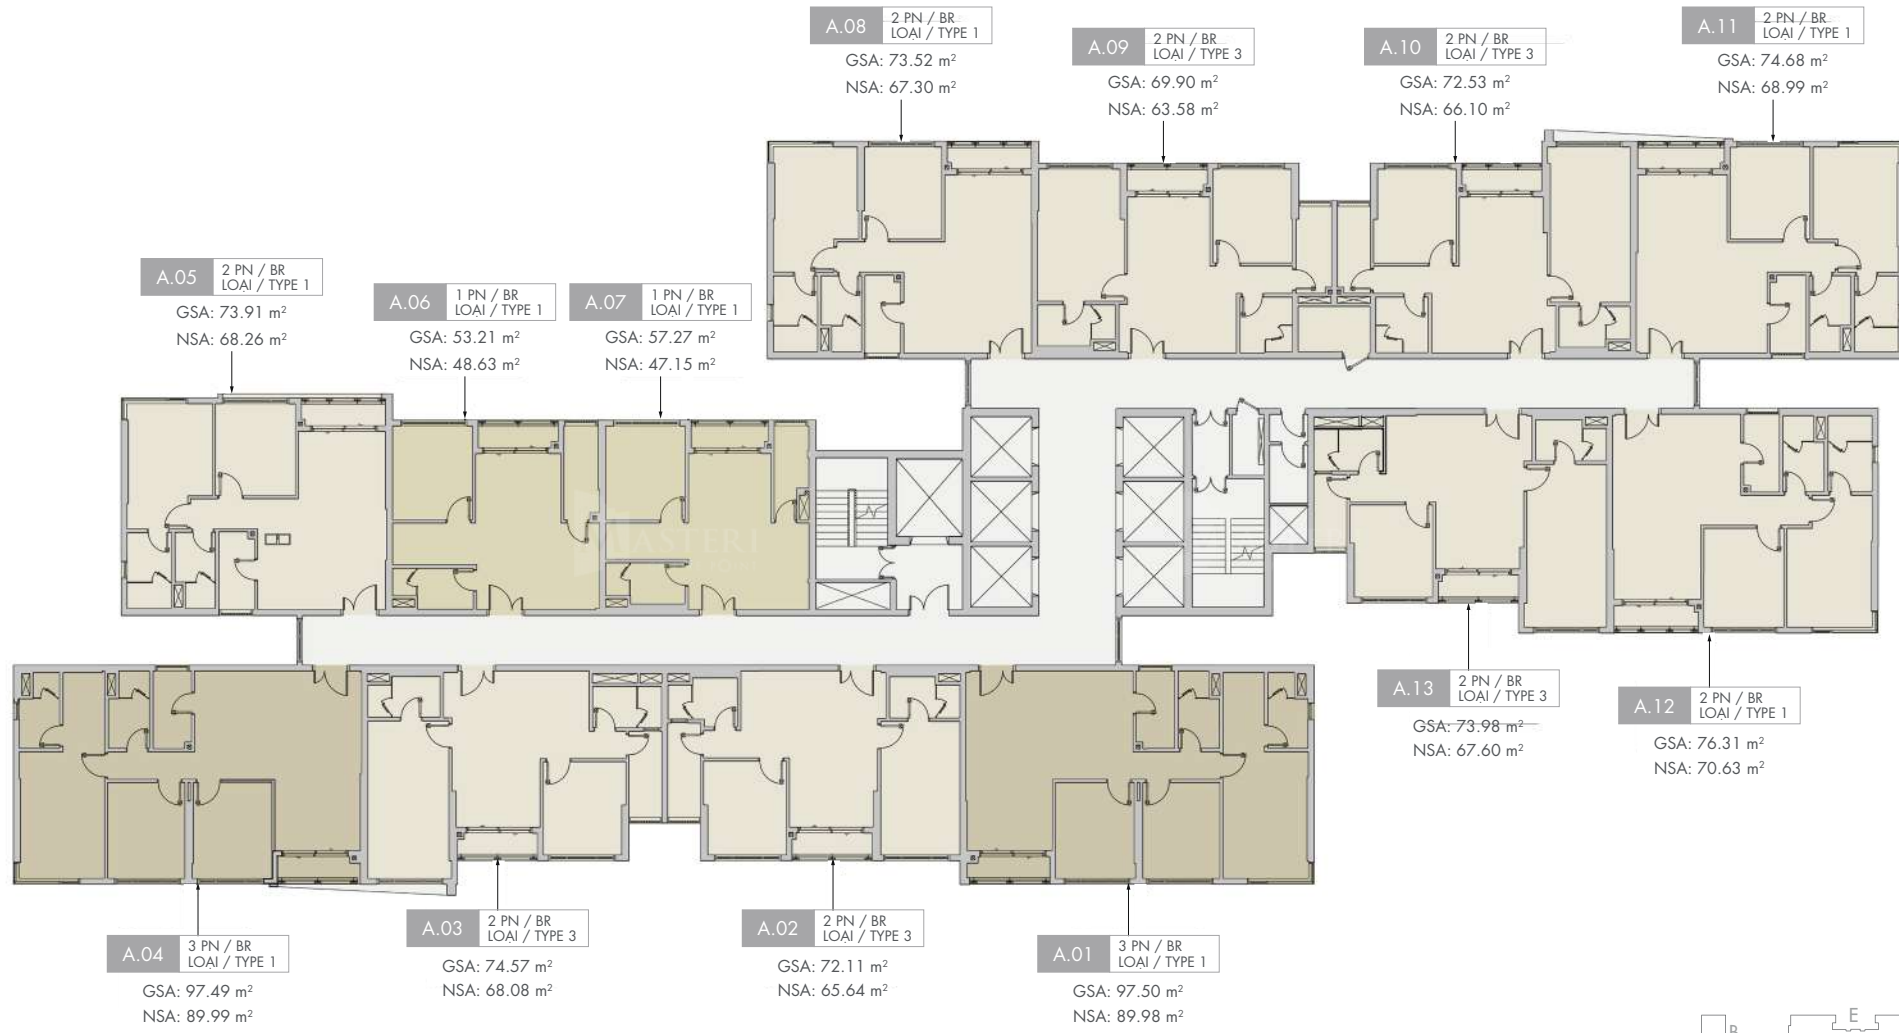 A.08
2 PN / BR
LOẠI / TYPE 1
GSA: 73.52 m²
NSA: 67.30 m²
A.09
2 PN / BR
LOẠI / TYPE 3
GSA: 69.90 m²
NSA: 63.58 m²
A.10
2 PN / BR
LOẠI / TYPE 3
GSA: 72.53 m²
NSA: 66.10 m²
A.11
2 PN / BR
LOẠI / TYPE 1
GSA: 74.68 m²
NSA: 68.99 m²
A.05
2 PN / BR
LOẠI / TYPE 1
GSA: 73.91 m²
NSA: 68.26 m²
A.06
1 PN / BR
LOẠI / TYPE 1
GSA: 53.21 m²
NSA: 48.63 m²
A.07
1 PN / BR
LOẠI / TYPE 1
GSA: 57.27 m²
NSA: 47.15 m²
MASTERI
A.13
2 PN / BR
LOẠI / TYPE 3
GSA: 73.98 m²
NSA: 67.60 m²
A.12
2 PN / BR
LOẠI / TYPE 1
GSA: 76.31 m²
NSA: 70.63 m²
A.04
3 PN / BR
LOẠI / TYPE 1
GSA: 97.49 m²
NSA: 89.99 m²
A.03
2 PN / BR
LOẠI / TYPE 3
GSA: 74.57 m²
NSA: 68.08 m²
A.02
2 PN / BR
LOẠI / TYPE 3
GSA: 72.11 m²
NSA: 65.64 m²
A.01
3 PN / BR
LOẠI / TYPE 1
GSA: 97.50 m²
NSA: 89.98 m²
E
B